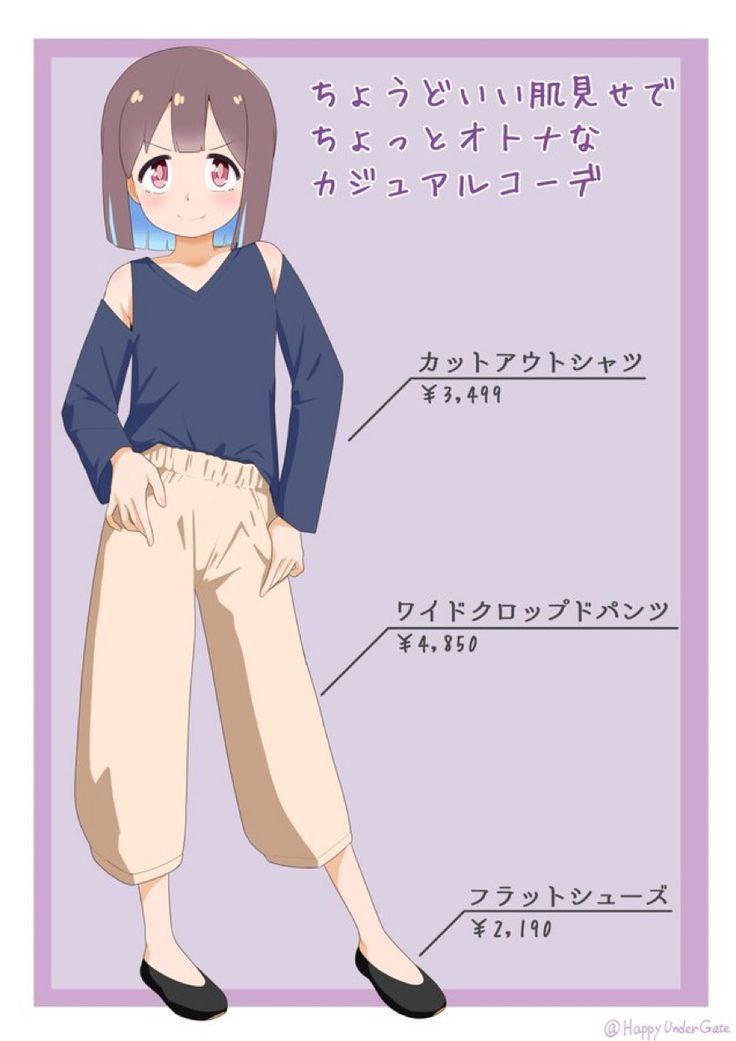 ちょうどいい肌見せで
ちょっとオトナな
カジュアルコーデ
カットアウトシャツ
¥3,499
ワイドクロップドパンツ
¥4,850
フラットシューズ
¥2,190
@HappyUnderGate